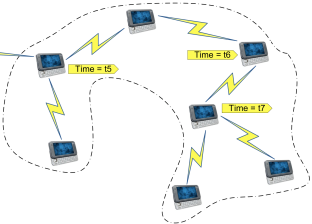 Time = t6
Time = t5
Time = t7